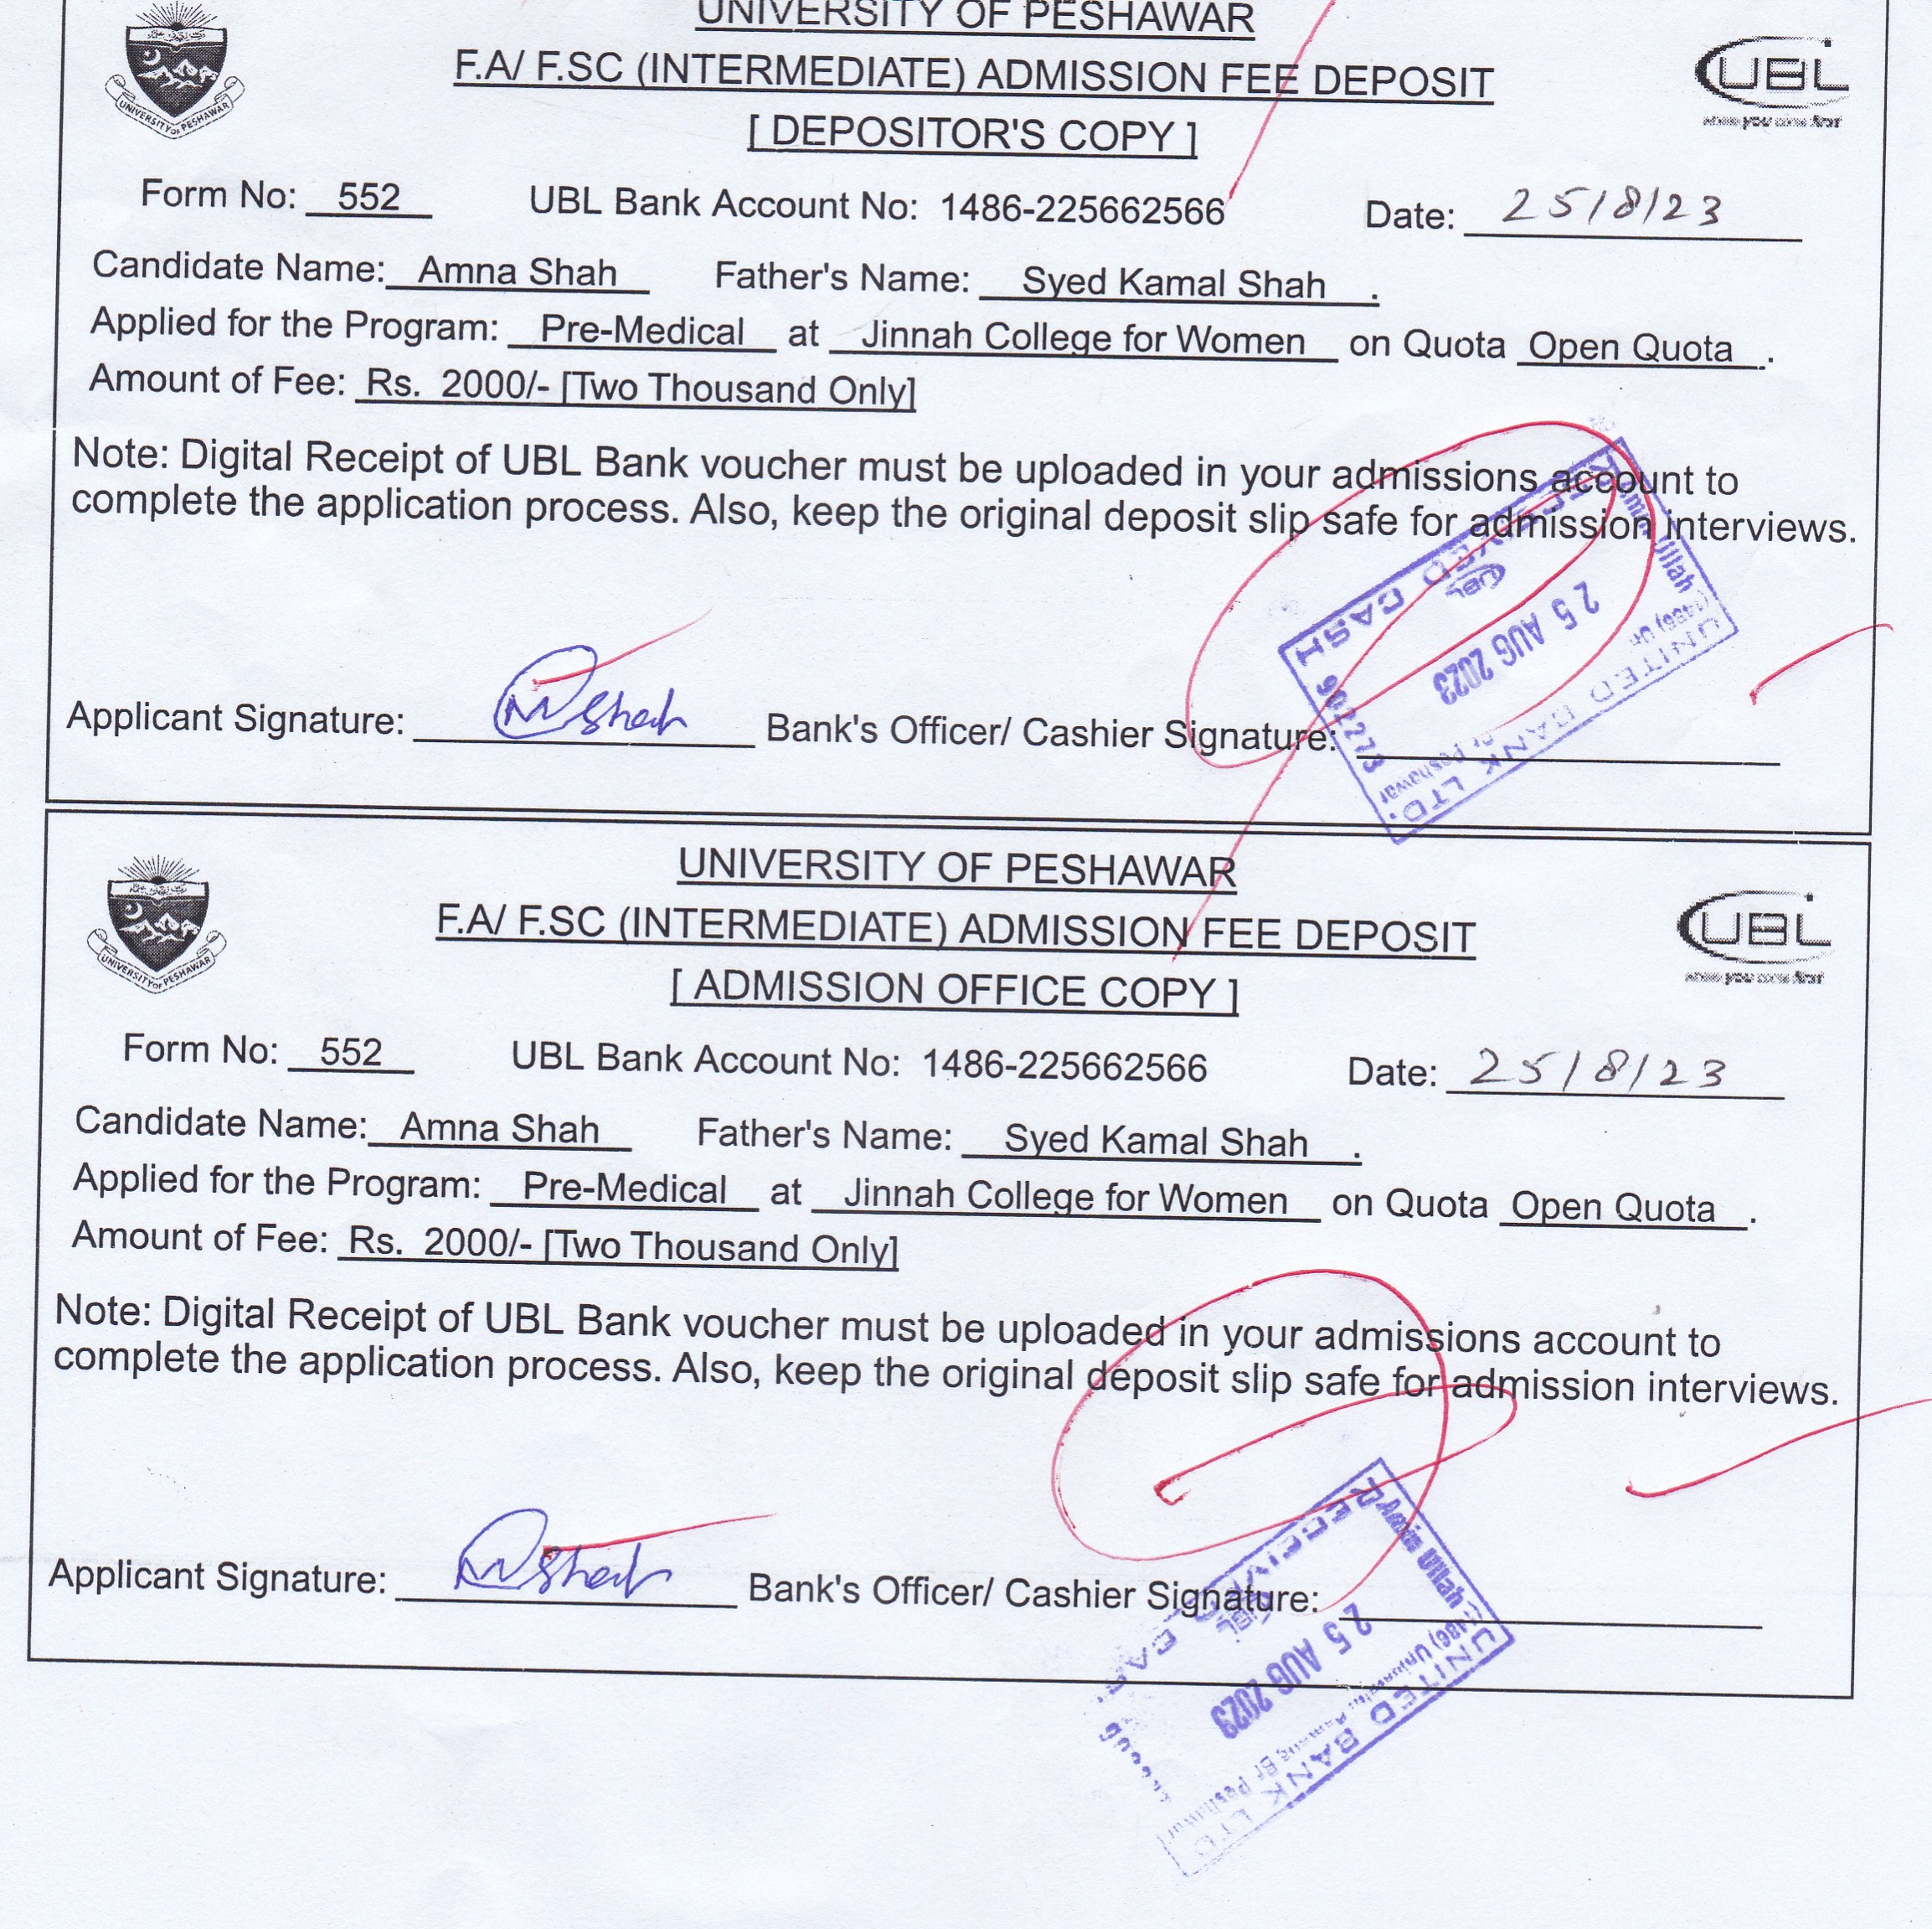 UNIVERSITY OF PESHAWAR
F.A/ F.SC (INTERMEDIATE) ADMISSION FEE DEPOSIT
[ DEPOSITOR'S COPY ]
UNIVERSITY OF PESHAWAR
UBL
where you come first
Form No: 552 UBL Bank Account No: 1486-225662566 Date: 25/8/23
Candidate Name: Amna Shah Father's Name: Syed Kamal Shah .
Applied for the Program: Pre-Medical at Jinnah College for Women on Quota Open Quota .
Amount of Fee: Rs. 2000/- [Two Thousand Only]
Note: Digital Receipt of UBL Bank voucher must be uploaded in your admissions account to
complete the application process. Also, keep the original deposit slip safe for admission interviews.
RECEIVED CASH
UBL
25 AUG 2023
902273
Ullah
UNITED BANK LTD.
Peshawar
Applicant Signature: Shah Bank's Officer/ Cashier Signature:
UNIVERSITY OF PESHAWAR
F.A/ F.SC (INTERMEDIATE) ADMISSION FEE DEPOSIT
[ ADMISSION OFFICE COPY ]
UNIVERSITY OF PESHAWAR
UBL
where you come first
Form No: 552 UBL Bank Account No: 1486-225662566 Date: 25/8/23
Candidate Name: Amna Shah Father's Name: Syed Kamal Shah .
Applied for the Program: Pre-Medical at Jinnah College for Women on Quota Open Quota .
Amount of Fee: Rs. 2000/- [Two Thousand Only]
Note: Digital Receipt of UBL Bank voucher must be uploaded in your admissions account to
complete the application process. Also, keep the original deposit slip safe for admission interviews.
Applicant Signature: Shah Bank's Officer/ Cashier Signature:
RECEIVED
UBL
25 AUG 2023
Amin Ullah
UNITED BANK LTD